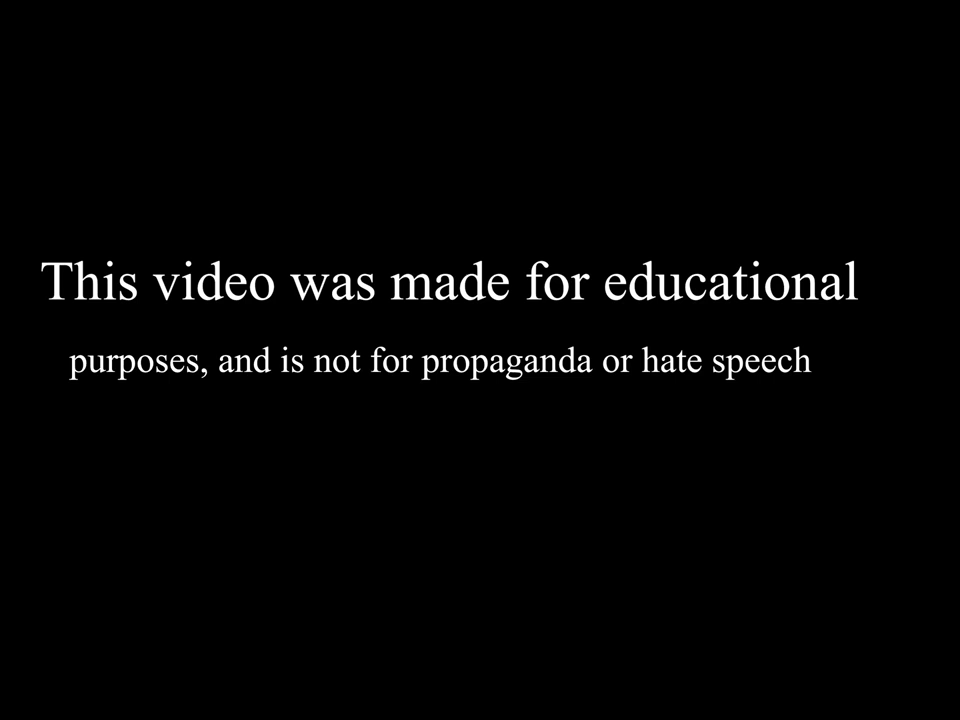 This video was made for educational
purposes, and is not for propaganda or hate speech